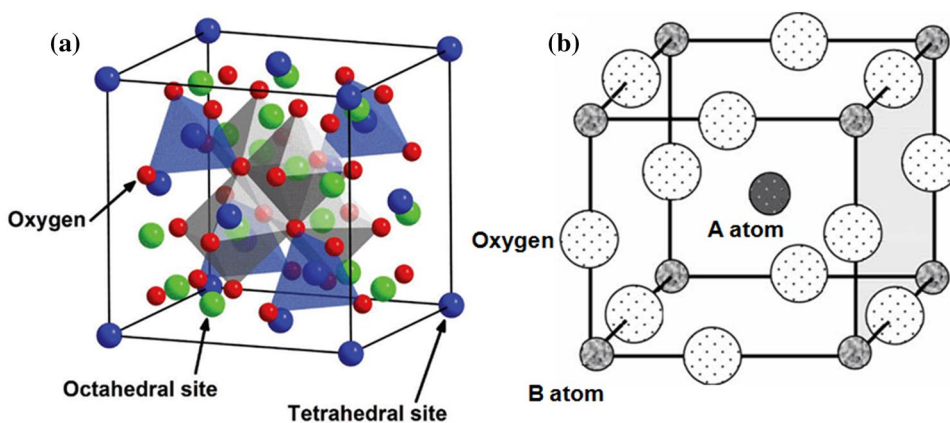 (a)
Oxygen
Octahedral site
Tetrahedral site
(b)
Oxygen
A atom
B atom